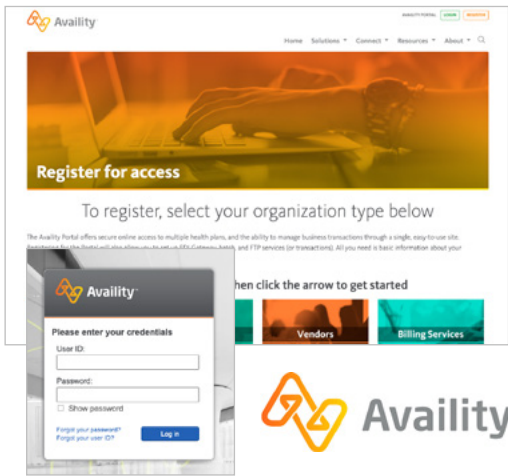 Availity
AVAILITY PORTAL LOGIN REGISTER
Home Solutions Connect Resources About
Register for access
To register, select your organization type below
The Availity Portal offers secure online access to multiple health plans, and the ability to manage business transactions through a single, easy-to-use site.
Registering for the Portal will also allow you to set up EDI Gateway, batch, and FTP services (or transactions). All you need is basic information about your
hen click the arrow to get started
Vendors
Billing Services
Availity
Please enter your credentials
User ID:
Password:
Show password
Forgot your password?
Forgot your user ID?
Log in
Availity